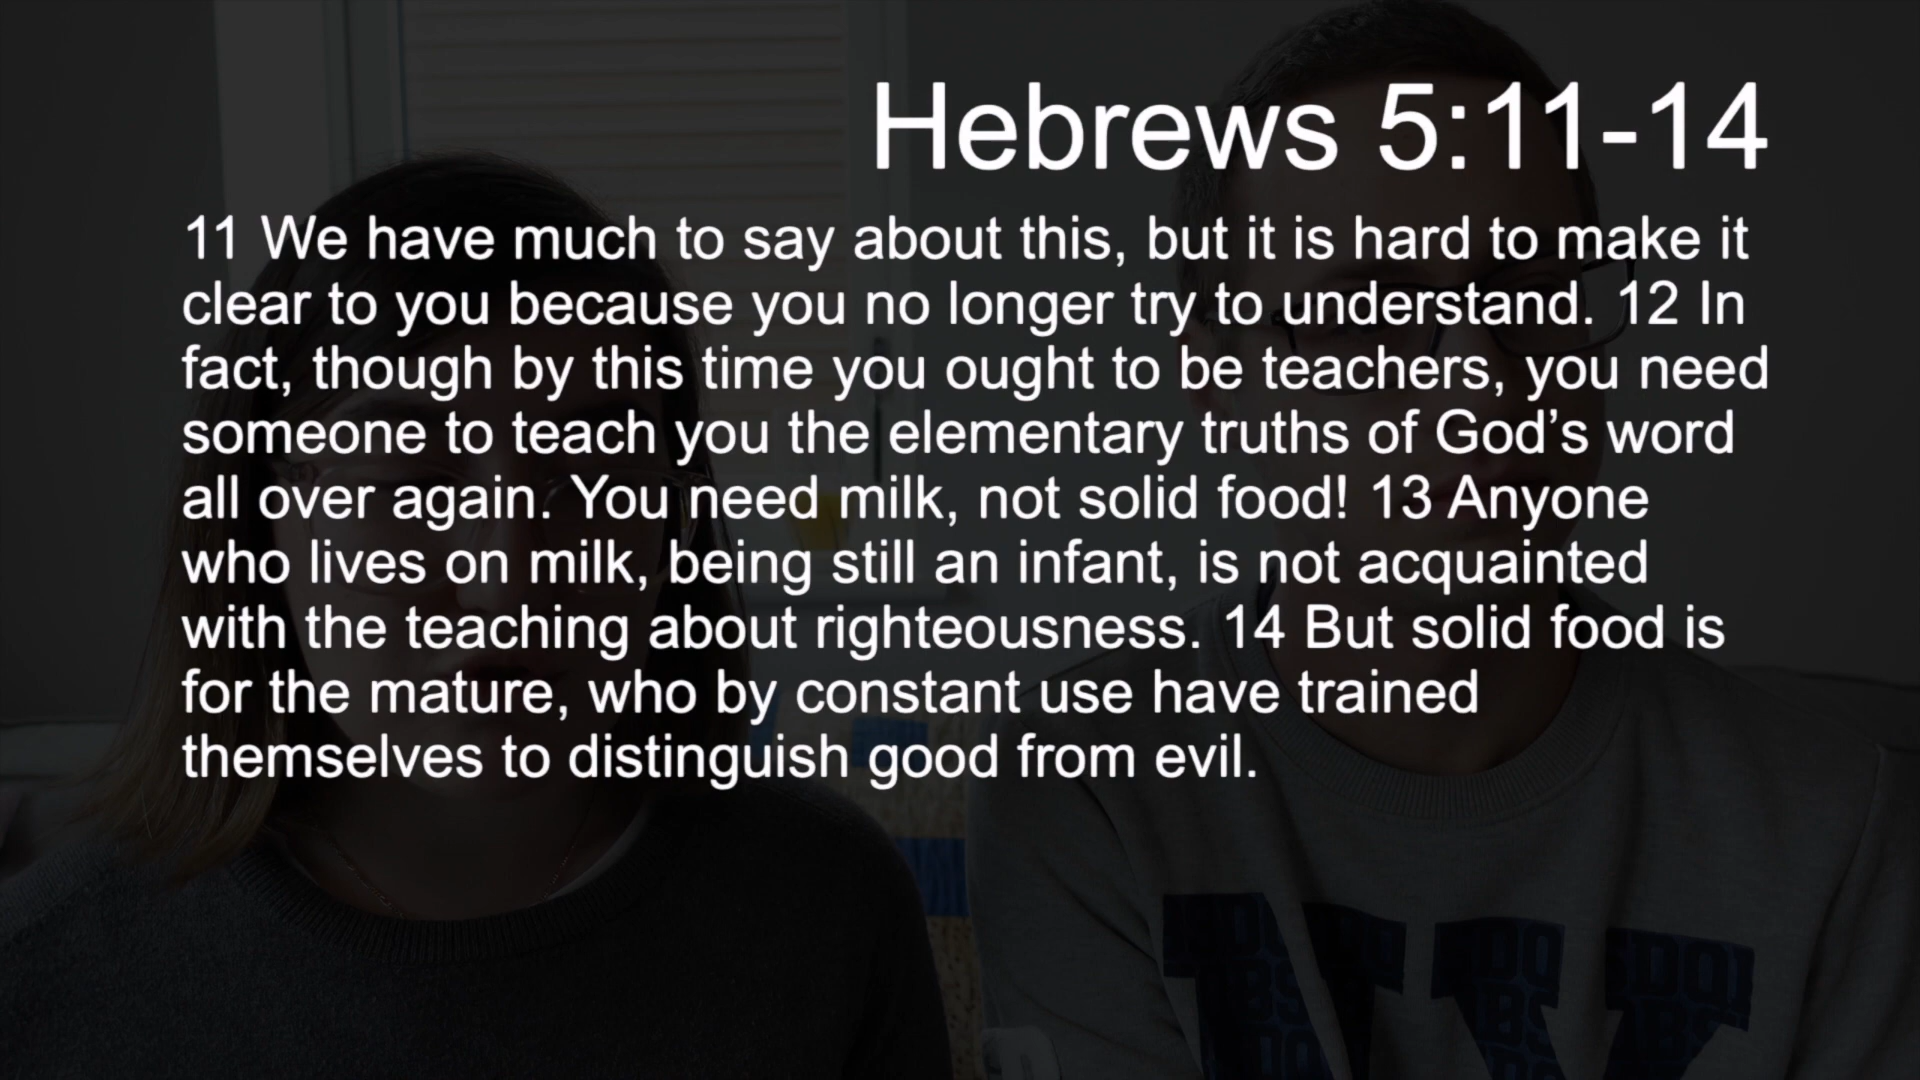 Hebrews 5:11-14
11 We have much to say about this, but it is hard to make it
clear to you because you no longer try to understand. 12 In
fact, though by this time you ought to be teachers, you need
someone to teach you the elementary truths of God’s word
all over again. You need milk, not solid food! 13 Anyone
who lives on milk, being still an infant, is not acquainted
with the teaching about righteousness. 14 But solid food is
for the mature, who by constant use have trained
themselves to distinguish good from evil.
NY